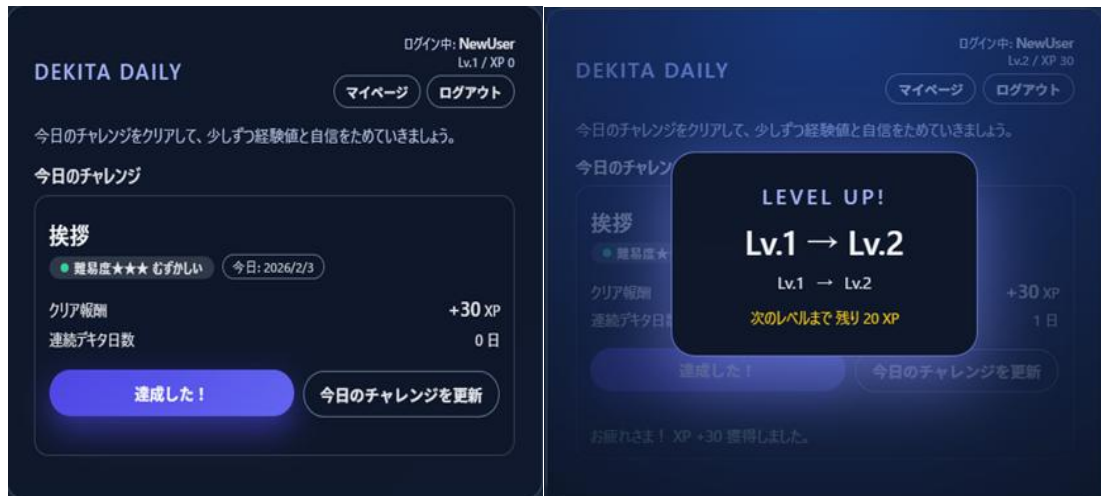 ログイン中: NewUser
Lv.1 / XP 0
DEKITA DAILY
マイページ
ログアウト
今日のチャレンジをクリアして、少しずつ経験値と自信をためていきましょう。
今日のチャレンジ
挨拶
難易度★★★ むずかしい
今日: 2026/2/3
クリア報酬
+30 XP
連続デキタ日数
0 日
達成した！
今日のチャレンジを更新
ログイン中: NewUser
Lv.2 / XP 30
DEKITA DAILY
マイページ
ログアウト
今日のチャレンジをクリアして、少しずつ経験値と自信をためていきましょう。
今日のチャレン
LEVEL UP!
Lv.1 → Lv.2
Lv.1 → Lv.2
次のレベルまで 残り 20 XP
挨拶
難易度★
クリア報酬
+30 XP
連続デキタ日
1 日
達成した！
今日のチャレンジを更新
お疲れさま！ XP +30 獲得しました。